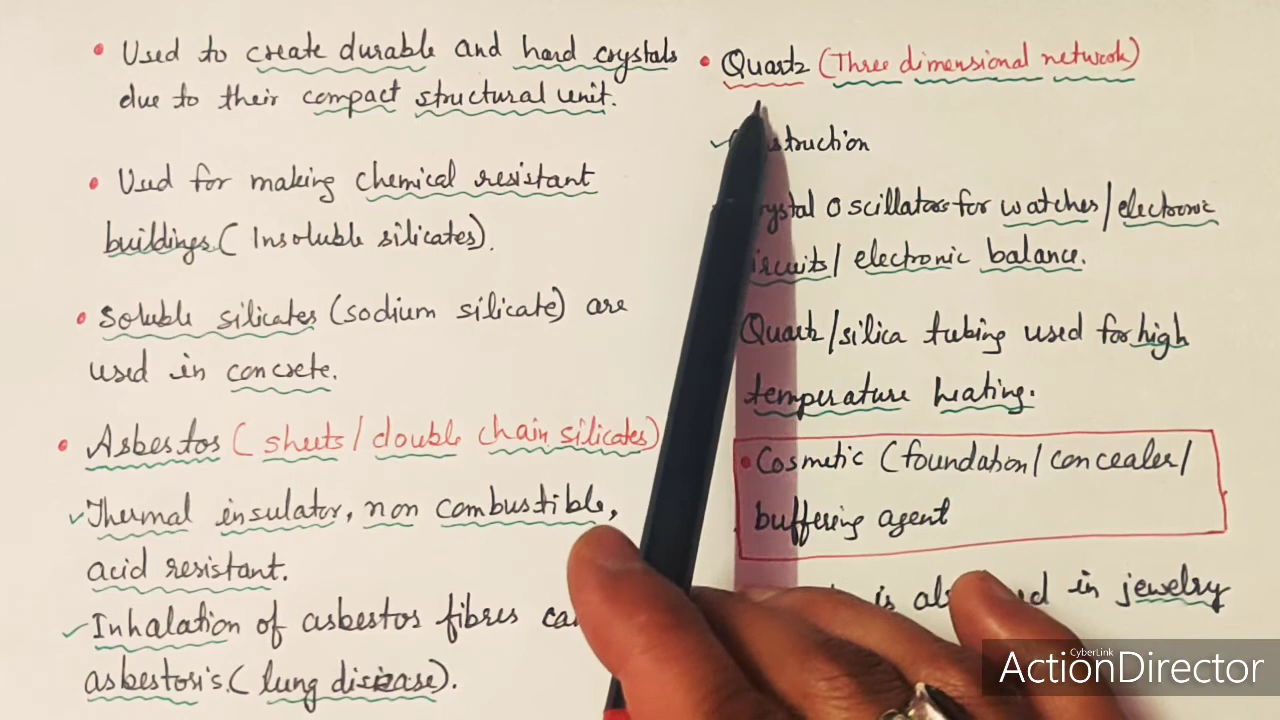 • Used to create durable and hard crystals
due to their compact structural unit.
• Used for making chemical resistant
buildings (Insoluble silicates).
• Soluble silicates (sodium silicate) are
used in concrete.
• Asbestos (sheets/double chain silicates)
✓ Thermal insulator, non combustible,
acid resistant.
✓ Inhalation of asbestos fibres
asbestosis. (lung disease).
• Quartz (Three dimensional network)
✓ struction
rystal oscillators for watches/electronic
ircuits/electronic balance.
Quartz/silica tubing used for high
temperature heating.
• Cosmetic (foundation/concealer/
buffering agent
is in jewelry
CyberLink
ActionDirector